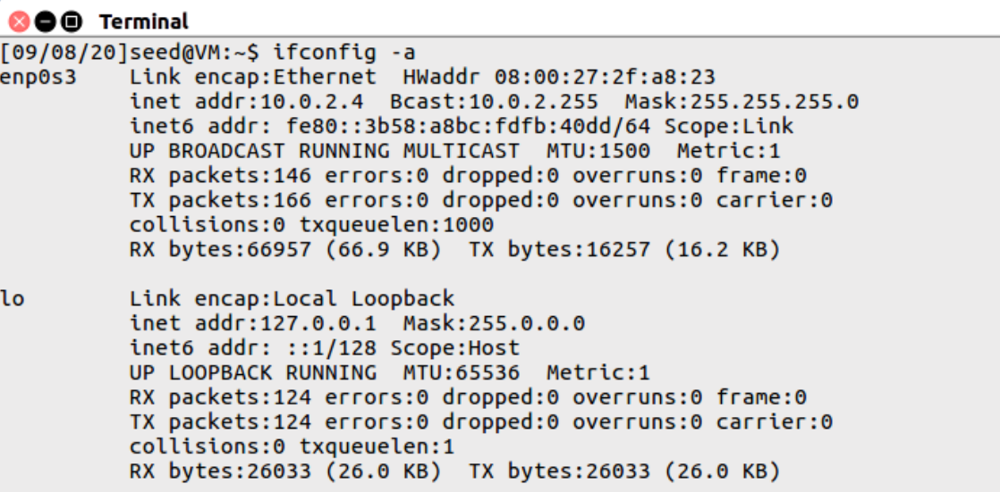 Terminal
[09/08/20]seed@VM:~$ ifconfig -a
enp0s3    Link encap:Ethernet  HWaddr 08:00:27:2f:a8:23
          inet addr:10.0.2.4  Bcast:10.0.2.255  Mask:255.255.255.0
          inet6 addr: fe80::3b58:a8bc:fdfb:40dd/64 Scope:Link
          UP BROADCAST RUNNING MULTICAST  MTU:1500  Metric:1
          RX packets:146 errors:0 dropped:0 overruns:0 frame:0
          TX packets:166 errors:0 dropped:0 overruns:0 carrier:0
          collisions:0 txqueuelen:1000
          RX bytes:66957 (66.9 KB)  TX bytes:16257 (16.2 KB)

lo        Link encap:Local Loopback
          inet addr:127.0.0.1  Mask:255.0.0.0
          inet6 addr: ::1/128 Scope:Host
          UP LOOPBACK RUNNING  MTU:65536  Metric:1
          RX packets:124 errors:0 dropped:0 overruns:0 frame:0
          TX packets:124 errors:0 dropped:0 overruns:0 carrier:0
          collisions:0 txqueuelen:1
          RX bytes:26033 (26.0 KB)  TX bytes:26033 (26.0 KB)